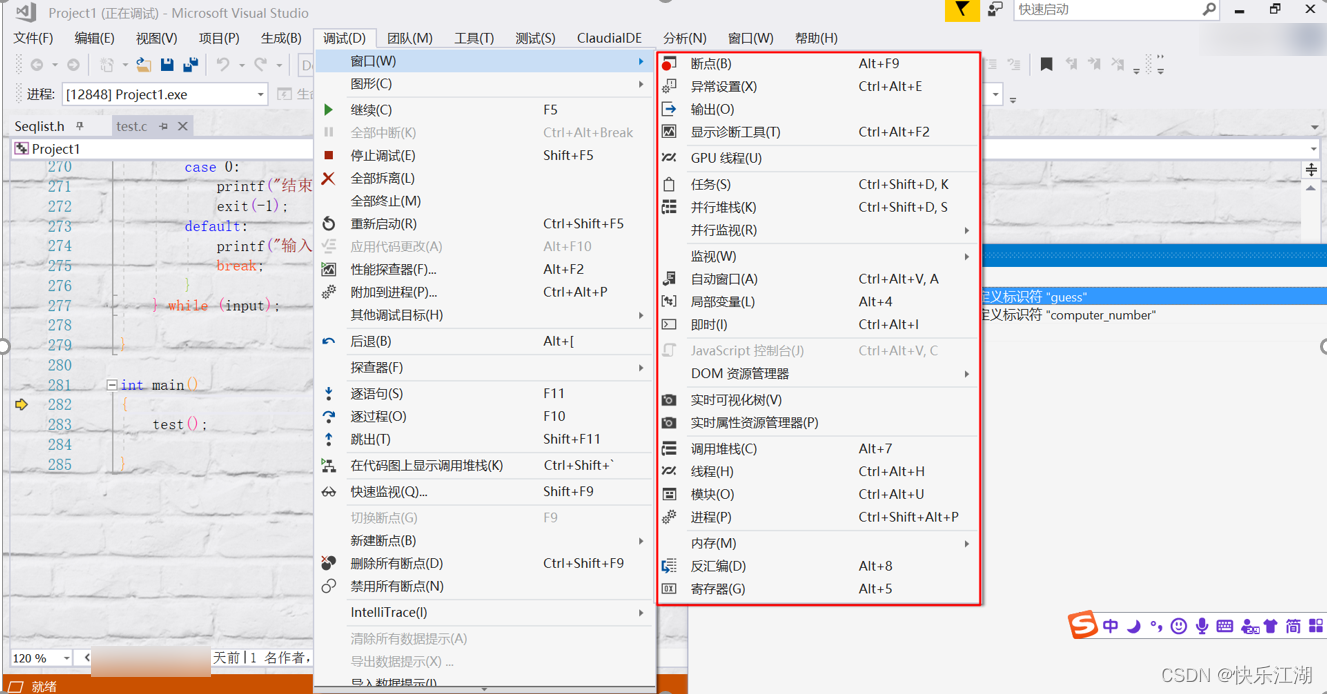 Project1 (正在调试) - Microsoft Visual Studio
快速启动
文件(F) 编辑(E) 视图(V) 项目(P) 生成(B) 调试(D) 团队(M) 工具(T) 测试(S) ClaudiaIDE 分析(N) 窗口(W) 帮助(H)
进程: [12848] Project1.exe
Seqlist.h test.c
Project1
270 case 0:
271 printf("结束
272 exit(-1);
273 default:
274 printf("输入
275 break;
276 }
277 } while (input);
278
279 }
280
281 int main()
282 {
283 test();
284
285 }
120 %
天前|1 名作者,
就绪
窗口(W)
图形(C)
继续(C) F5
全部中断(K) Ctrl+Alt+Break
停止调试(E) Shift+F5
全部拆离(L)
全部终止(M)
重新启动(R) Ctrl+Shift+F5
应用代码更改(A) Alt+F10
性能探查器(F)... Alt+F2
附加到进程(P)... Ctrl+Alt+P
其他调试目标(H)
后退(B) Alt+[
探查器(F)
逐语句(S) F11
逐过程(O) F10
跳出(T) Shift+F11
在代码图上显示调用堆栈(K) Ctrl+Shift+`
快速监视(Q)... Shift+F9
切换断点(G) F9
新建断点(B)
删除所有断点(D) Ctrl+Shift+F9
禁用所有断点(N)
IntelliTrace(I)
清除所有数据提示(A)
导出数据提示(X) ...
导入数据提示(I)
断点(B) Alt+F9
异常设置(X) Ctrl+Alt+E
输出(O)
显示诊断工具(T) Ctrl+Alt+F2
GPU 线程(U)
任务(S) Ctrl+Shift+D, K
并行堆栈(K) Ctrl+Shift+D, S
并行监视(R)
监视(W)
自动窗口(A) Ctrl+Alt+V, A
局部变量(L) Alt+4
即时(I) Ctrl+Alt+I
JavaScript 控制台(J) Ctrl+Alt+V, C
DOM 资源管理器
实时可视化树(V)
实时属性资源管理器(P)
调用堆栈(C) Alt+7
线程(H) Ctrl+Alt+H
模块(O) Ctrl+Alt+U
进程(P) Ctrl+Shift+Alt+P
内存(M)
反汇编(D) Alt+8
寄存器(G) Alt+5
定义标识符 "guess"
定义标识符 "computer_number"
S 中 简
CSDN @快乐江湖